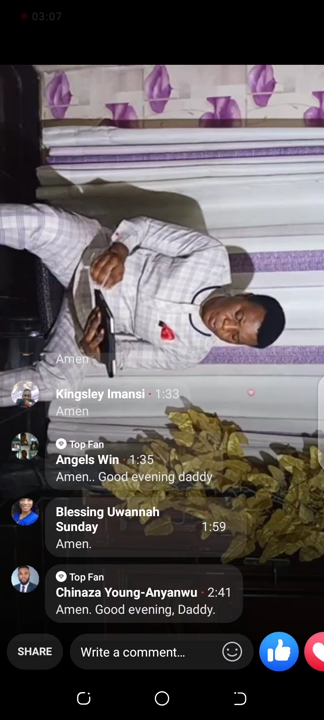 03:07
Amen
Kingsley Imansi · 1:33
Amen
Top Fan
Angels Win · 1:35
Amen.. Good evening daddy
Blessing Uwannah
Sunday 1:59
Amen.
Top Fan
Chinaza Young-Anyanwu · 2:41
Amen. Good evening, Daddy.
SHARE
Write a comment...